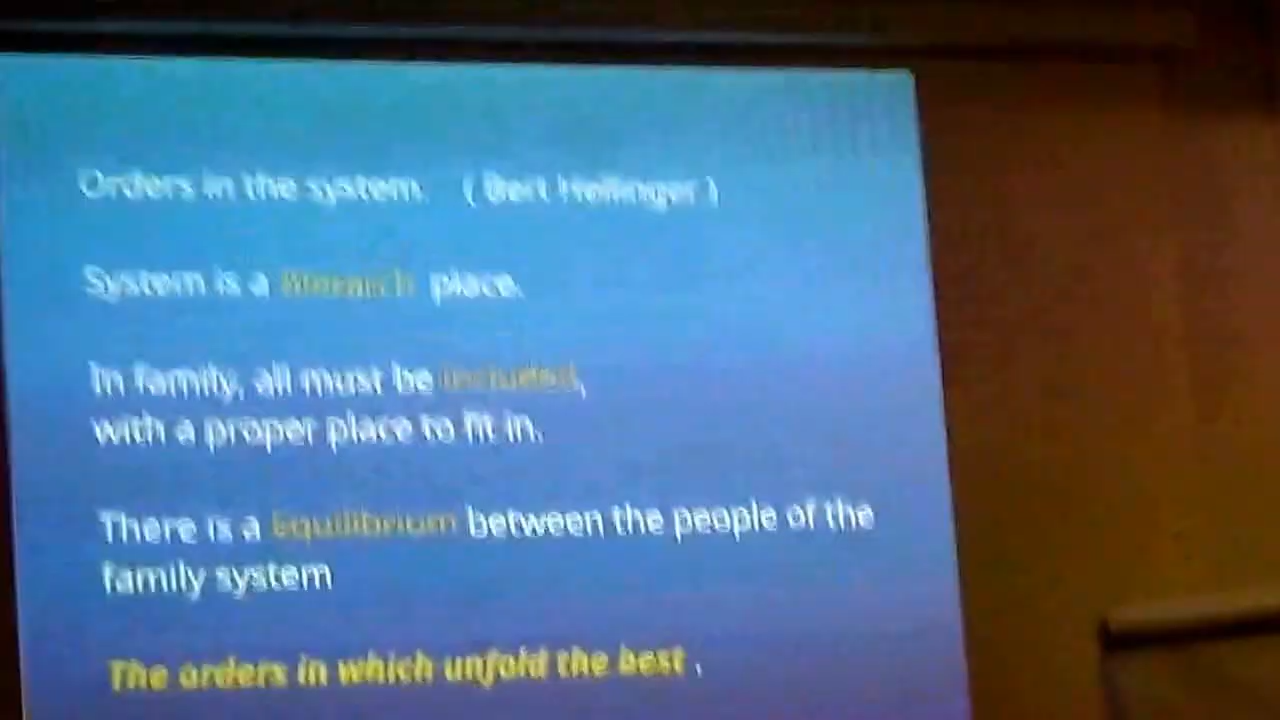 Orders in the system. ( Bert Hellinger )
System is a place.
In family, all must be included,
with a proper place to fit in.
There is a Equilibrium between the people of the
family system
The orders in which unfold the best .